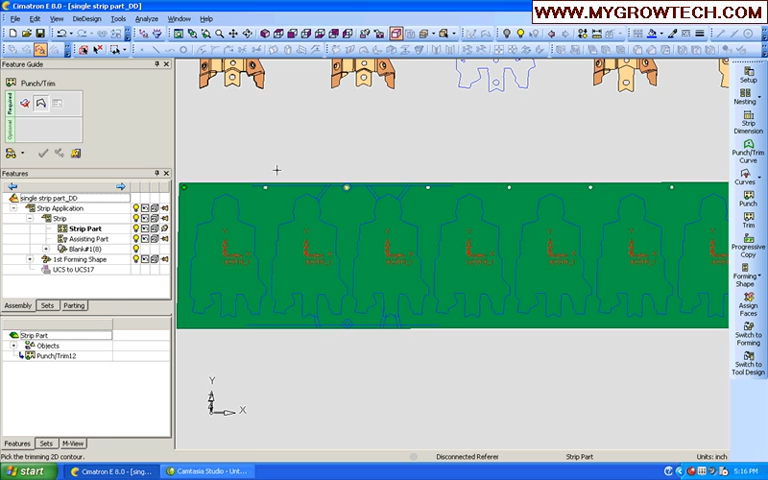 Cimatron E 8.0 - [single strip part_DD]
WWW.MYGROWTECH.COM
File View DieDesign Tools Analyze Window Help
Feature Guide
Punch/Trim
Required
Optional
Features
single strip part_DD
Strip Application
Strip
Strip Part
Assisting Part
Blank#1(8)
1st Forming Shape
UCS to UCS17
Assembly Sets Parting
Strip Part
Objects
Punch/Trim12
Features Sets M-View
Y
X
Setup
Nesting
Strip Dimension
Punch/Trim Curve
Curves
Punch
Trim
Progressive Copy
Forming Shape
Assign Faces
Switch to Forming
Switch to Tool Design
Pick the trimming 2D contour.
Disconnected Referer
Strip Part
Units: inch
start
Cimatron E 8.0 - [sing...
Camtasia Studio - Unt...
5:16 PM